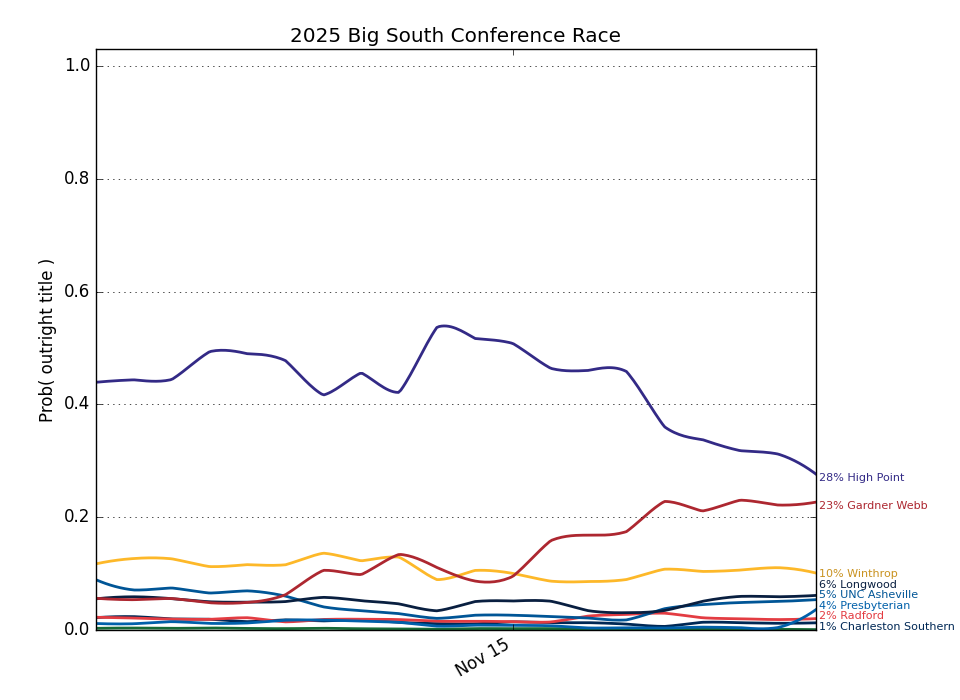 2025 Big South Conference Race
Prob( outright title )
1.0
0.8
0.6
0.4
0.2
0.0
Nov 15
28% High Point
23% Gardner Webb
10% Winthrop
6% Longwood
5% UNC Asheville
4% Presbyterian
2% Radford
1% Charleston Southern